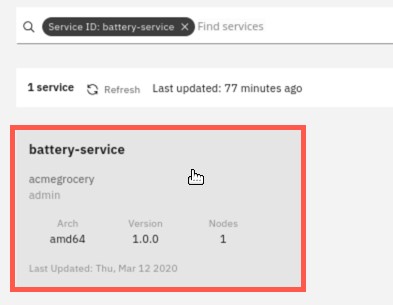 Service ID: battery-service × Find services
1 service Refresh Last updated: 77 minutes ago
battery-service
acmegrocery
admin
Arch Version Nodes
amd64 1.0.0 1
Last Updated: Thu, Mar 12 2020